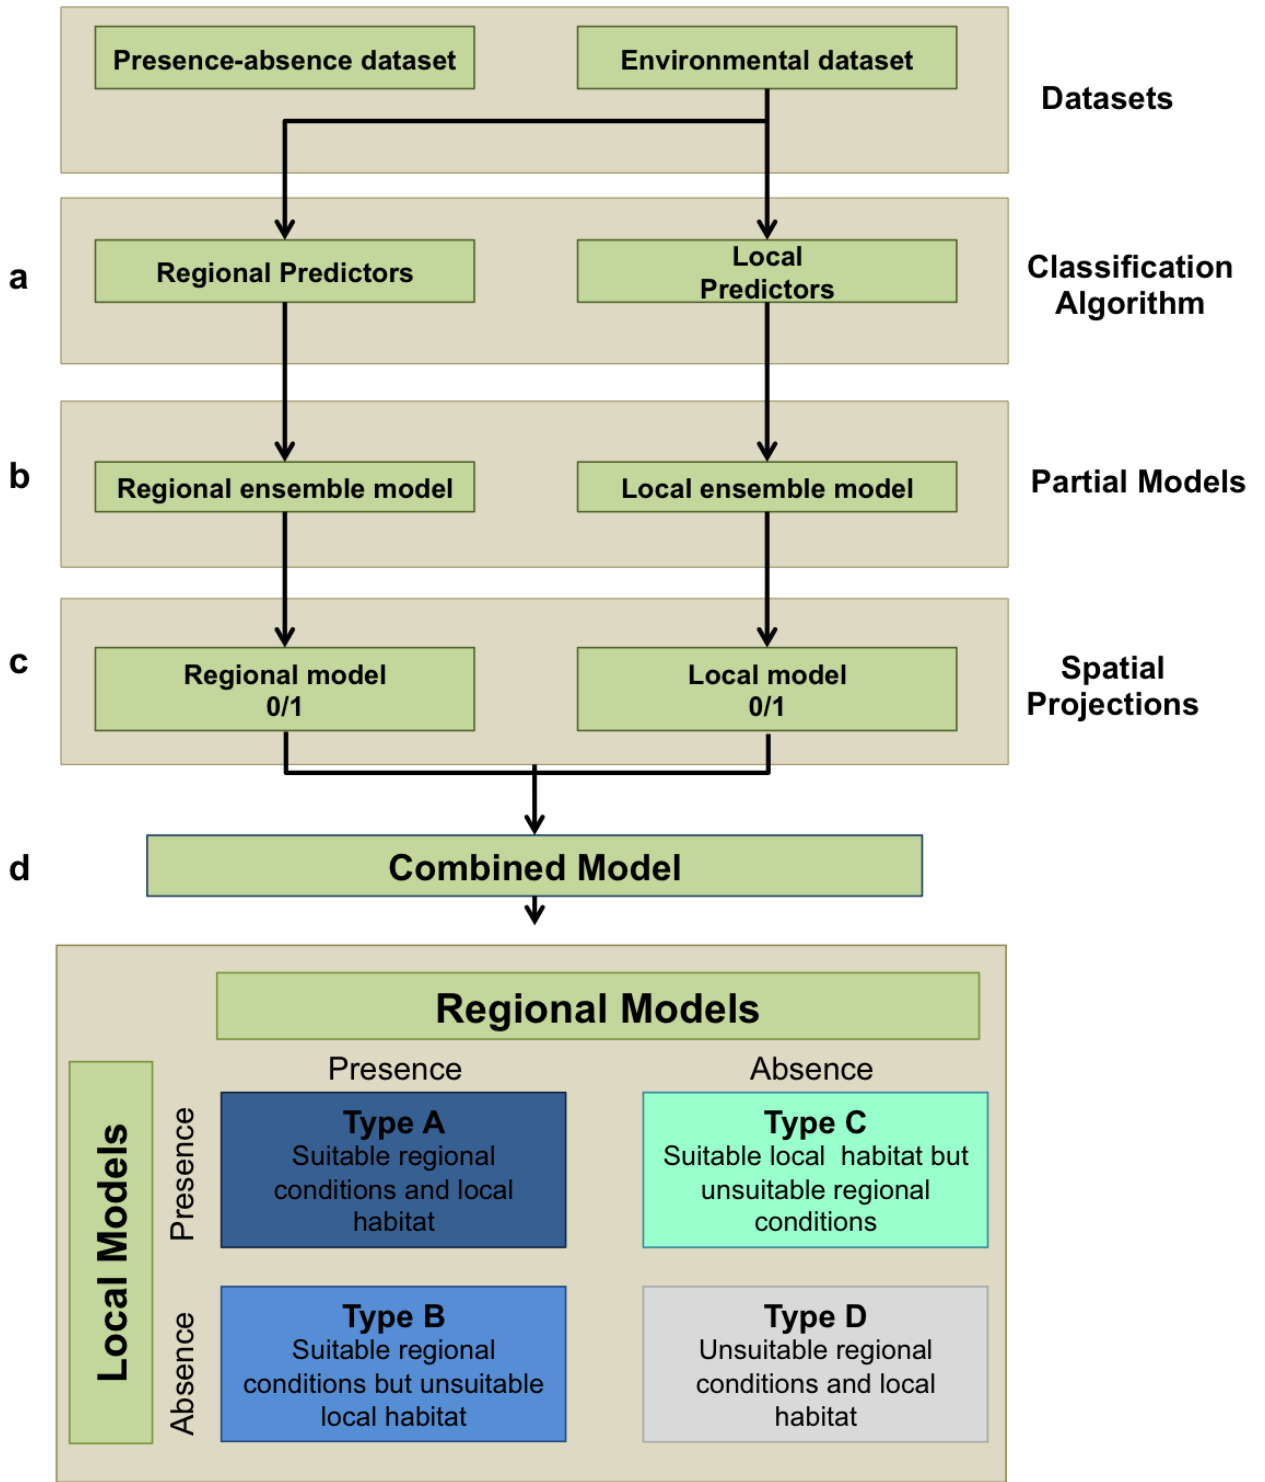 Presence-absence dataset
Environmental dataset
Datasets
a
Regional Predictors
Local
Predictors
Classification
Algorithm
b
Regional ensemble model
Local ensemble model
Partial Models
c
Regional model
0/1
Local model
0/1
Spatial
Projections
d
Combined Model
Regional Models
Presence
Absence
Local Models
Presence
Type A
Suitable regional
conditions and local
habitat
Type C
Suitable local habitat but
unsuitable regional
conditions
Absence
Type B
Suitable regional
conditions but unsuitable
local habitat
Type D
Unsuitable regional
conditions and local
habitat